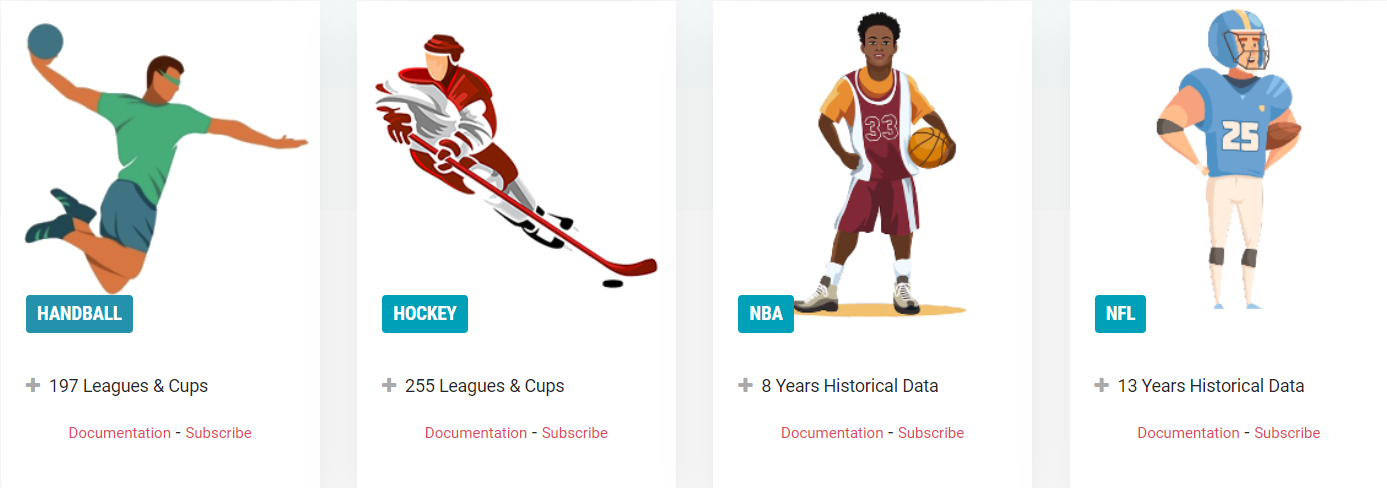 33
25
HANDBALL
HOCKEY
NBA
NFL
197 Leagues & Cups
255 Leagues & Cups
8 Years Historical Data
13 Years Historical Data
Documentation - Subscribe
Documentation - Subscribe
Documentation - Subscribe
Documentation - Subscribe